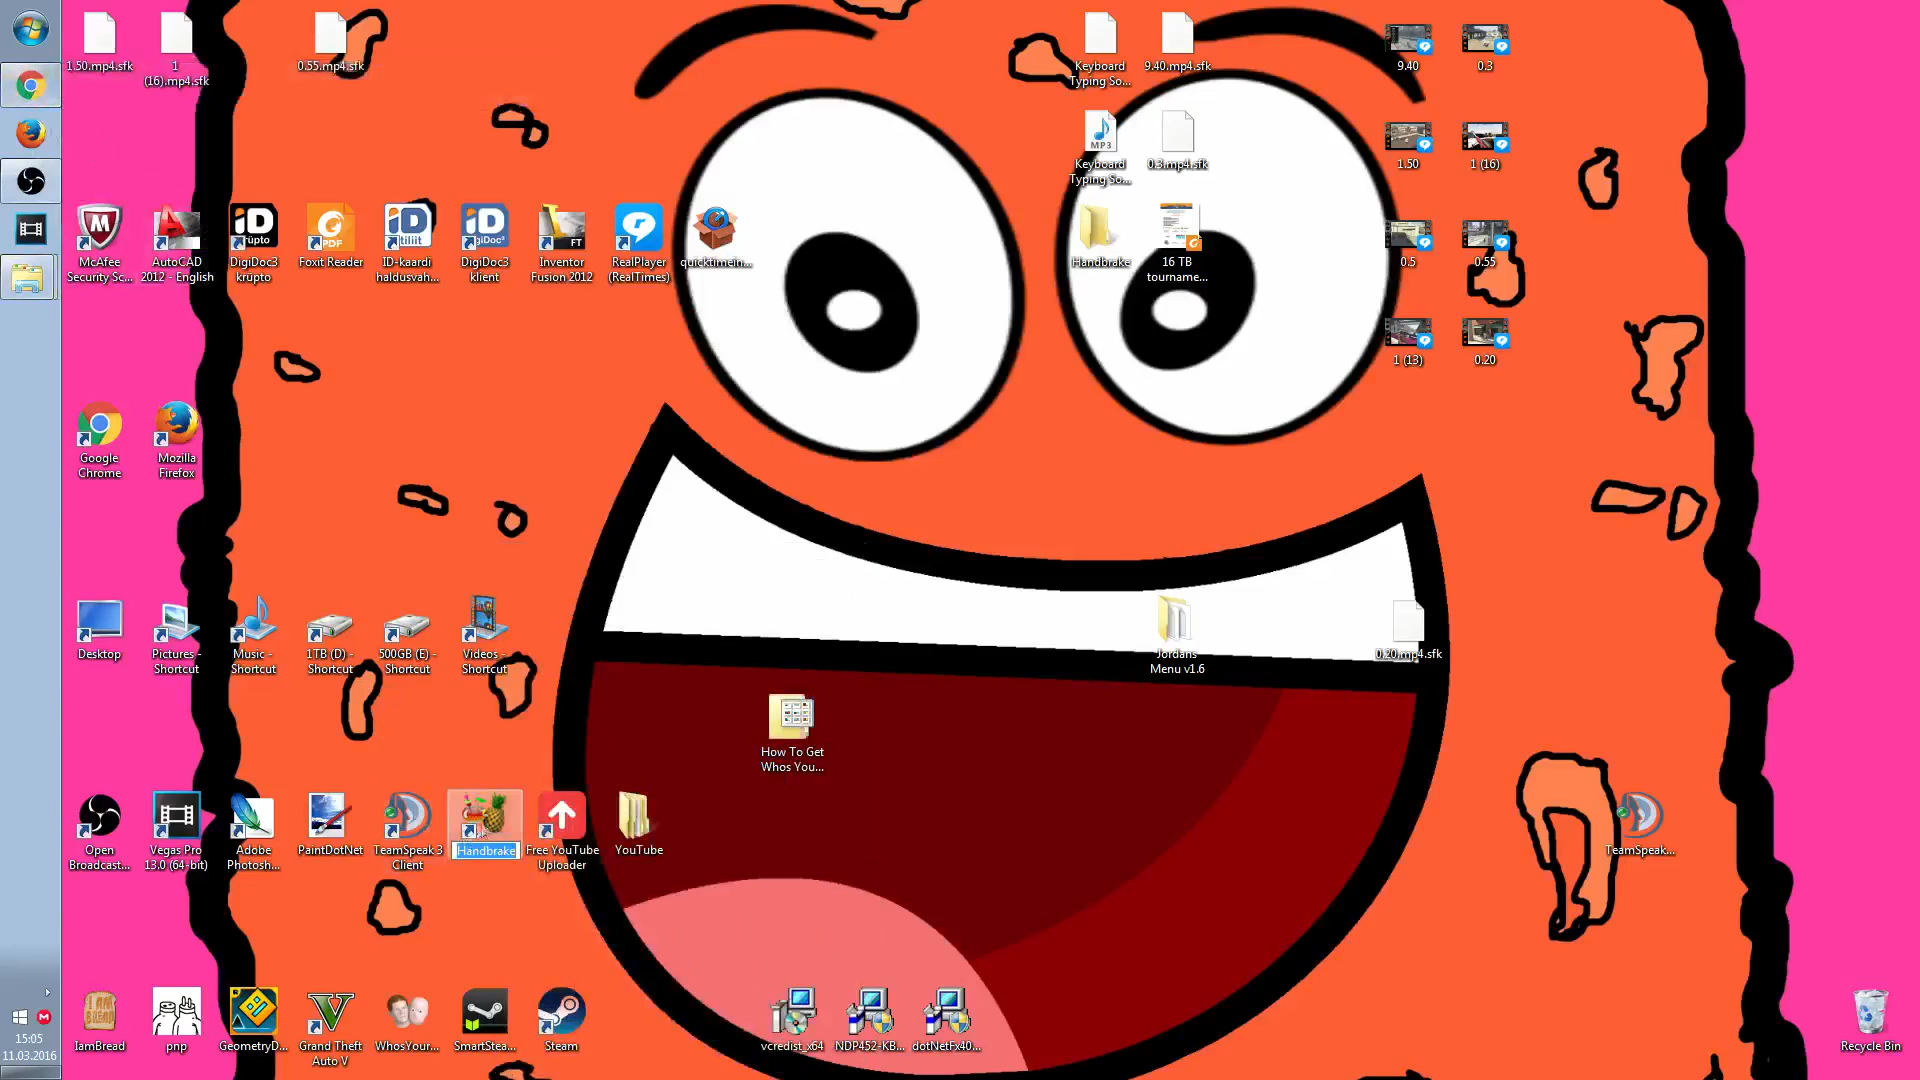 1.50.mp4.sfk
1
(16).mp4.sfk
0.55.mp4.sfk
Keyboard
Typing So...
9.40.mp4.sfk
9.40
0.3
MP3
Keyboard
Typing So...
0.3.mp4.sfk
1.50
1 (16)
McAfee
Security Sc...
AutoCAD
2012 - English
DigiDoc3
krüpto
PDF
Foxit Reader
ID-kaardi
haldusvah...
DigiDoc3
klient
FT
Inventor
Fusion 2012
RealPlayer
(RealTimes)
quicktimein...
Handbrake
16 TB
tourname...
0.5
0.55
1 (13)
0.20
Google
Chrome
Mozilla
Firefox
Desktop
Pictures -
Shortcut
Music -
Shortcut
1TB (D) -
Shortcut
500GB (E) -
Shortcut
Videos -
Shortcut
Jordans
Menu v1.6
0.20.mp4.sfk
How To Get
Whos You...
Open
Broadcast...
Vegas Pro
13.0 (64-bit)
Adobe
Photosh...
PaintDotNet
TeamSpeak 3
Client
Handbrake
Free YouTube
Uploader
YouTube
TeamSpeak...
15:05
11.03.2016
I AM
BREAD
IamBread
pnp
GeometryD...
Grand Theft
Auto V
WhosYour...
SmartStea...
Steam
vcredist_x64
NDP452-KB...
dotNetFx40...
Recycle Bin